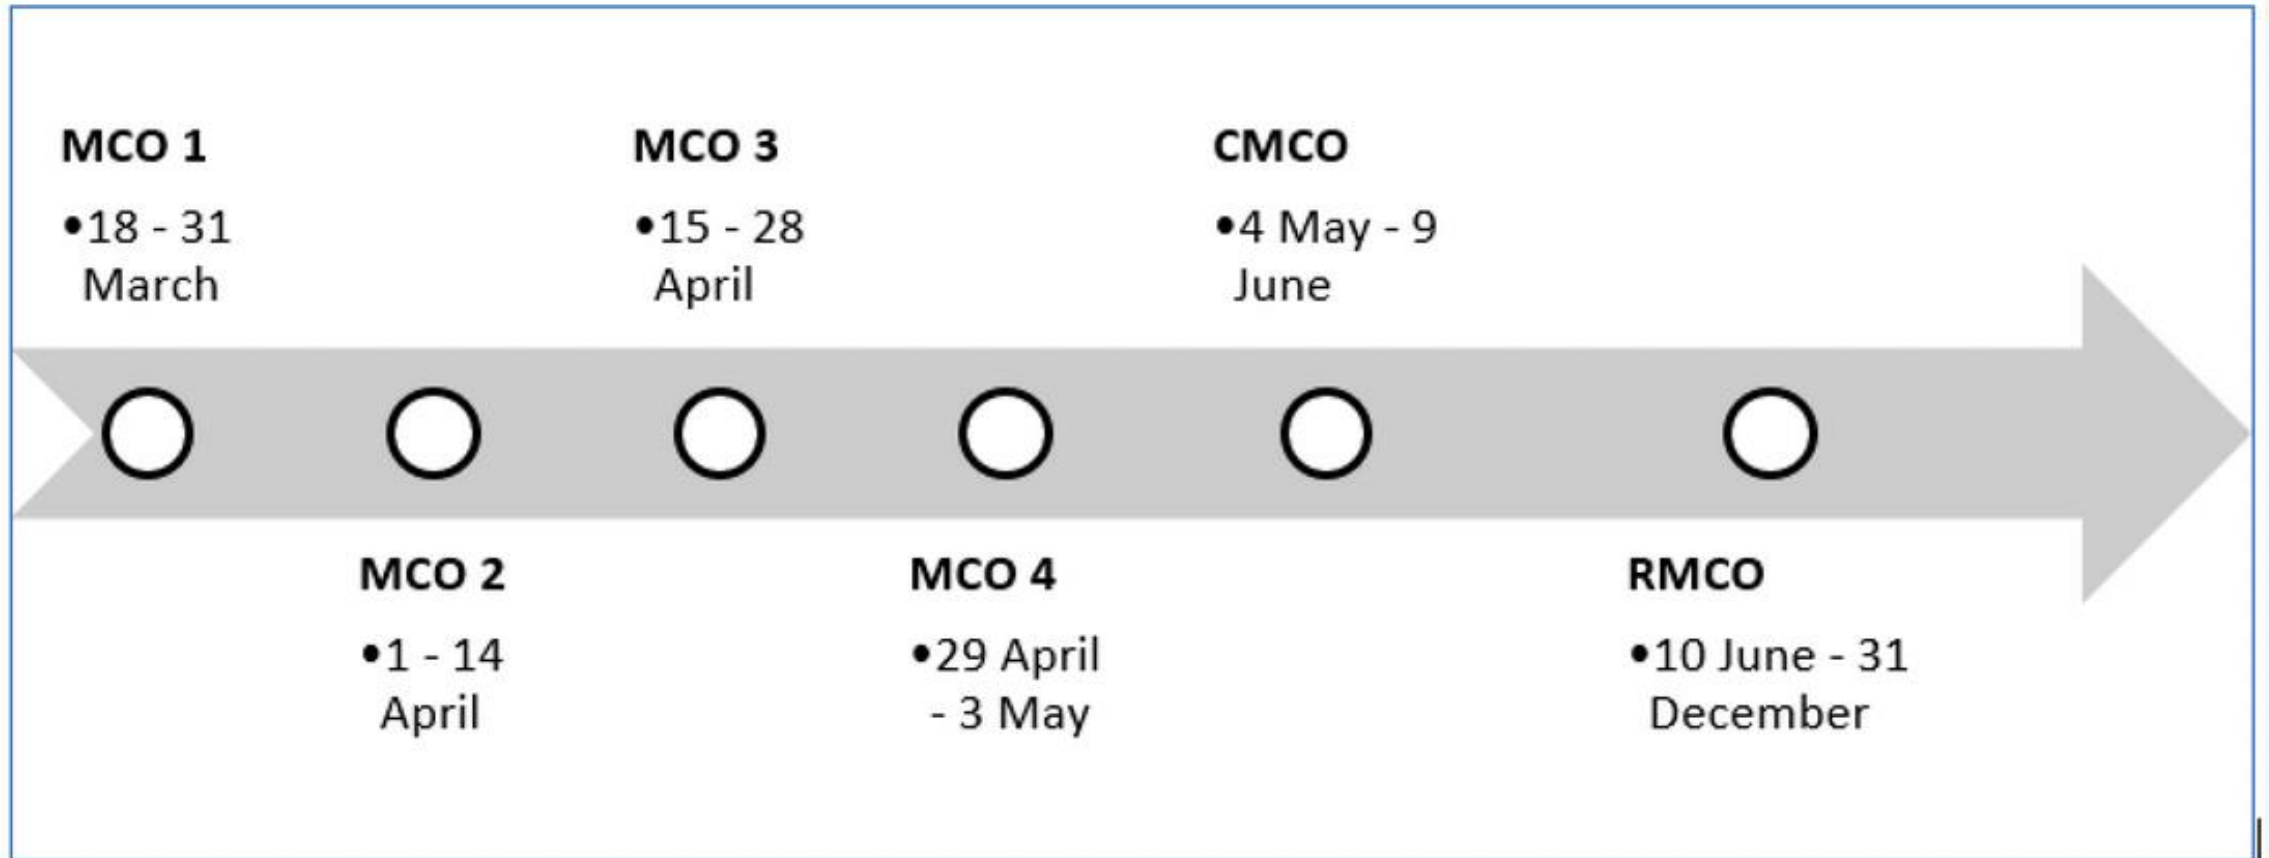 MCO 1
•18 - 31
March
MCO 2
•1 - 14
April
MCO 3
•15 - 28
April
MCO 4
•29 April
- 3 May
CMCO
•4 May - 9
June
RMCO
•10 June - 31
December